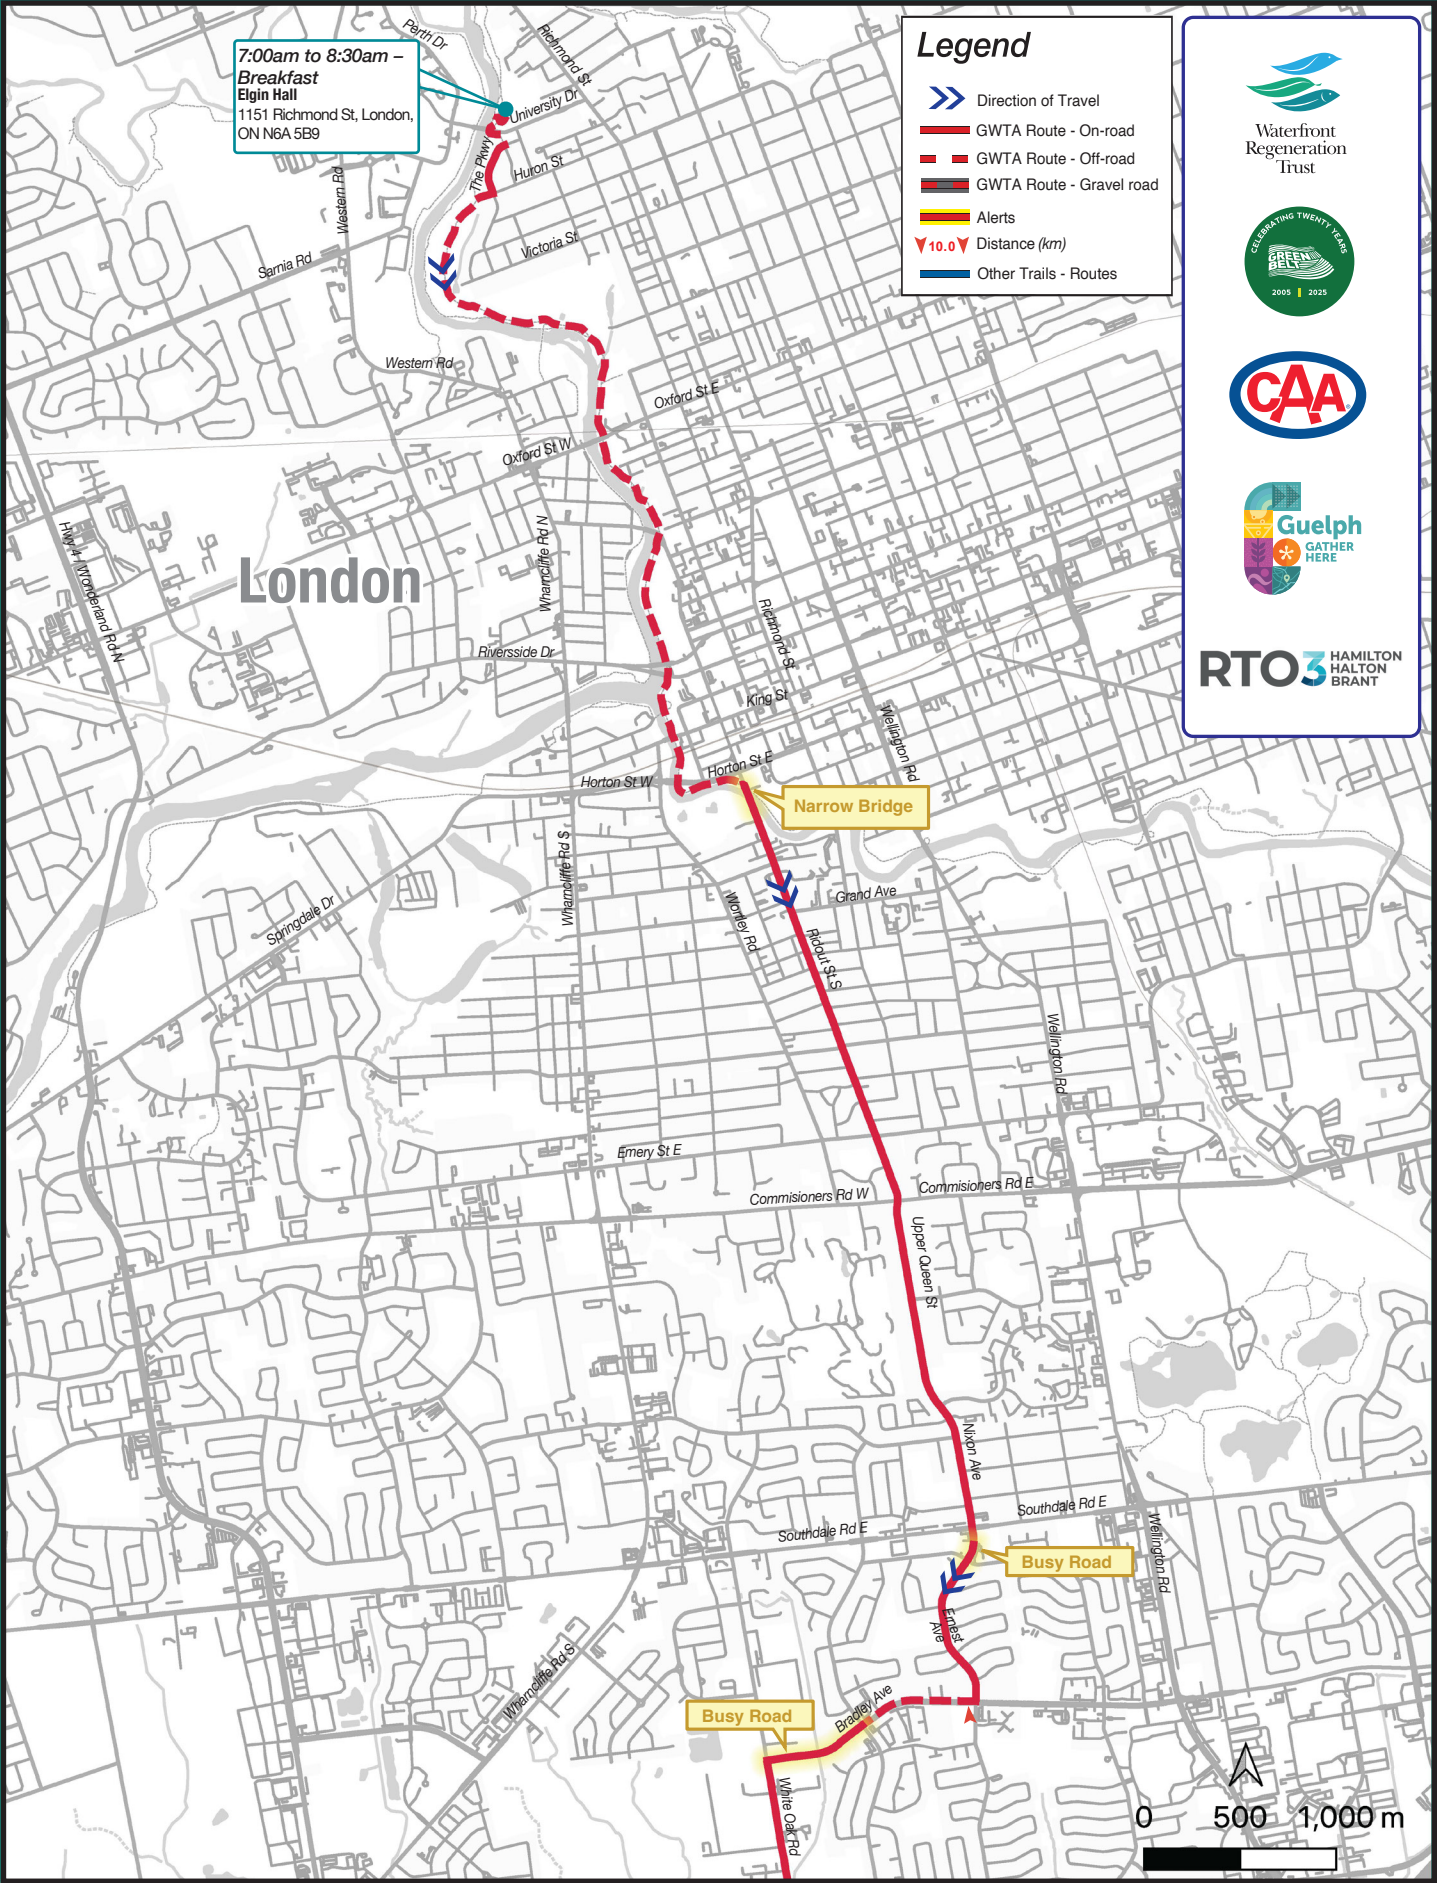 7:00am to 8:30am –
Breakfast
Elgin Hall
1151 Richmond St, London,
ON N6A 5B9
Perth Dr
Richmond St
University Dr
The Pkwy
Huron St
Western Rd
Victoria St
Sarnia Rd
Western Rd
Oxford St E
Oxford St W
Hwy 4 / Wonderland Rd N
London
Wharncliffe Rd N
Richmond St
Riversside Dr
King St
Wellington Rd
Horton St E
Horton St W
Narrow Bridge
Wharncliffe Rd S
Grand Ave
Wortley Rd
Springdale Dr
Ridout St S
Wellington Rd
Emery St E
Commisioners Rd W
Commisioners Rd E
Upper Queen St
Nixon Ave
Southdale Rd E
Southdale Rd E
Wellington Rd
Busy Road
Ernest
Ave
Wharncliffe Rd S
Bradley Ave
Busy Road
White Oak Rd
Legend
Direction of Travel
GWTA Route - On-road
GWTA Route - Off-road
GWTA Route - Gravel road
Alerts
10.0 Distance (km)
Other Trails - Routes
Waterfront
Regeneration
Trust
CELEBRATING TWENTY YEARS
GREEN
BELT
2005 | 2025
CAA
Guelph
GATHER
HERE
RTO3 HAMILTON
HALTON
BRANT
0 500 1,000 m